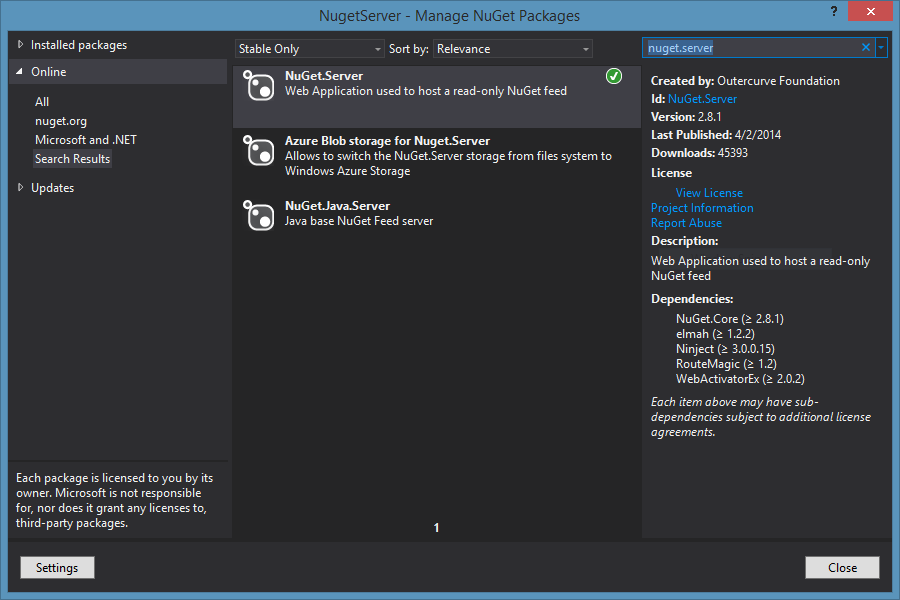 NugetServer - Manage NuGet Packages
?
Installed packages
Online
All
nuget.org
Microsoft and .NET
Search Results
Updates
Each package is licensed to you by its
owner. Microsoft is not responsible
for, nor does it grant any licenses to,
third-party packages.
Stable Only
Sort by: Relevance
NuGet.Server
Web Application used to host a read-only NuGet feed
Azure Blob storage for Nuget.Server
Allows to switch the NuGet.Server storage from files system to
Windows Azure Storage
NuGet.Java.Server
Java base NuGet Feed server
1
nuget.server
Created by: Outercurve Foundation
Id: NuGet.Server
Version: 2.8.1
Last Published: 4/2/2014
Downloads: 45393
License
View License
Project Information
Report Abuse
Description:
Web Application used to host a read-only
NuGet feed
Dependencies:
NuGet.Core (≥ 2.8.1)
elmah (≥ 1.2.2)
Ninject (≥ 3.0.0.15)
RouteMagic (≥ 1.2)
WebActivatorEx (≥ 2.0.2)
Each item above may have sub-
dependencies subject to additional license
agreements.
Settings
Close